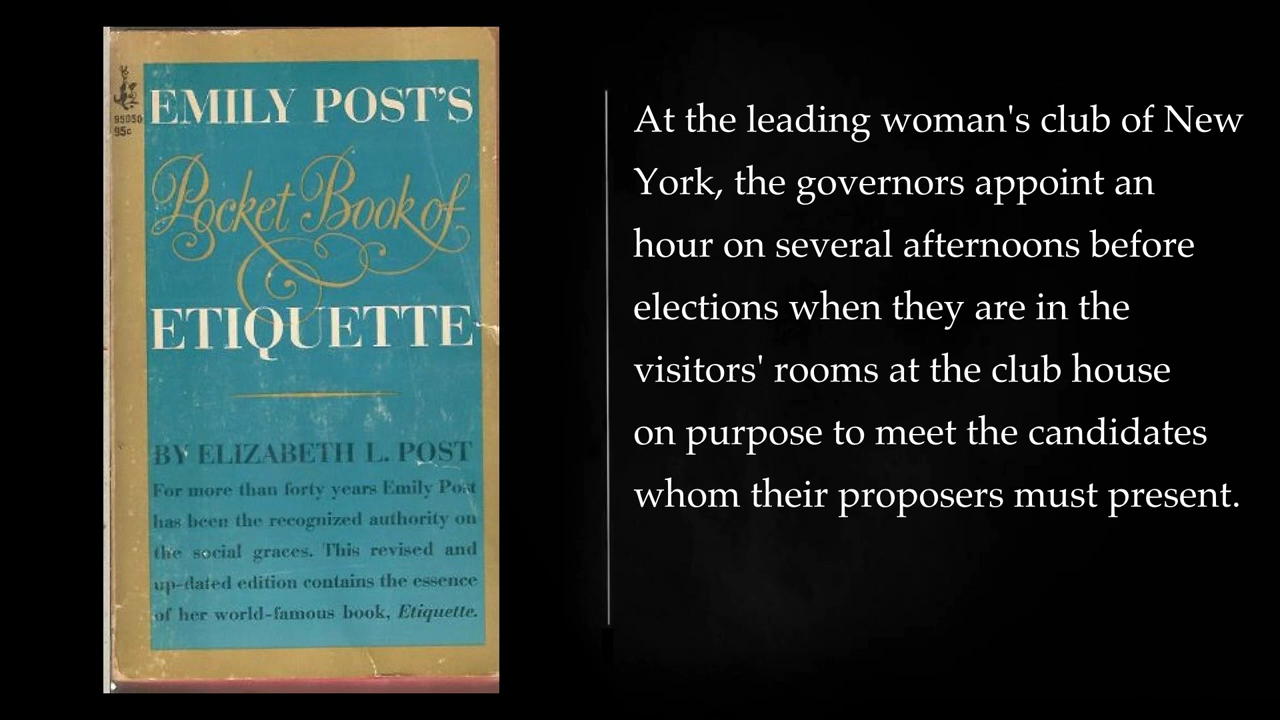 95050
95c
EMILY POST'S
Pocket Book of
ETIQUETTE
BY ELIZABETH L. POST
For more than forty years Emily Post
has been the recognized authority on
the social graces. This revised and
up-dated edition contains the essence
of her world-famous book, Etiquette.
At the leading woman's club of New
York, the governors appoint an
hour on several afternoons before
elections when they are in the
visitors' rooms at the club house
on purpose to meet the candidates
whom their proposers must present.